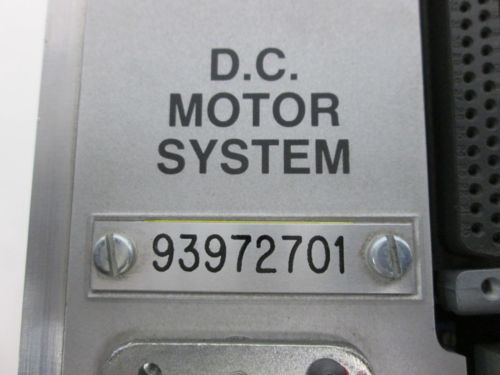 D.C.
MOTOR
SYSTEM
93972701